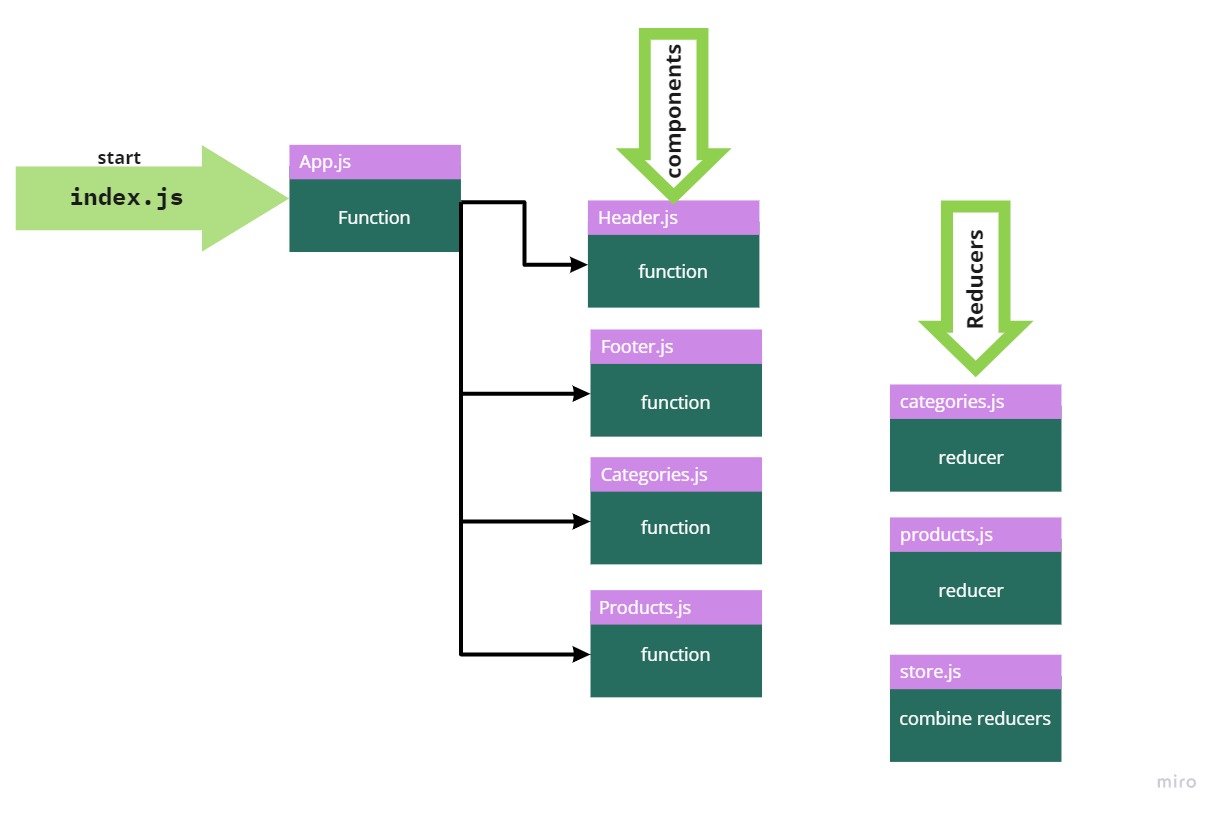 start
index.js
App.js
Function
components
Header.js
function
Footer.js
function
Categories.js
function
Products.js
function
Reducers
categories.js
reducer
products.js
reducer
store.js
combine reducers
miro